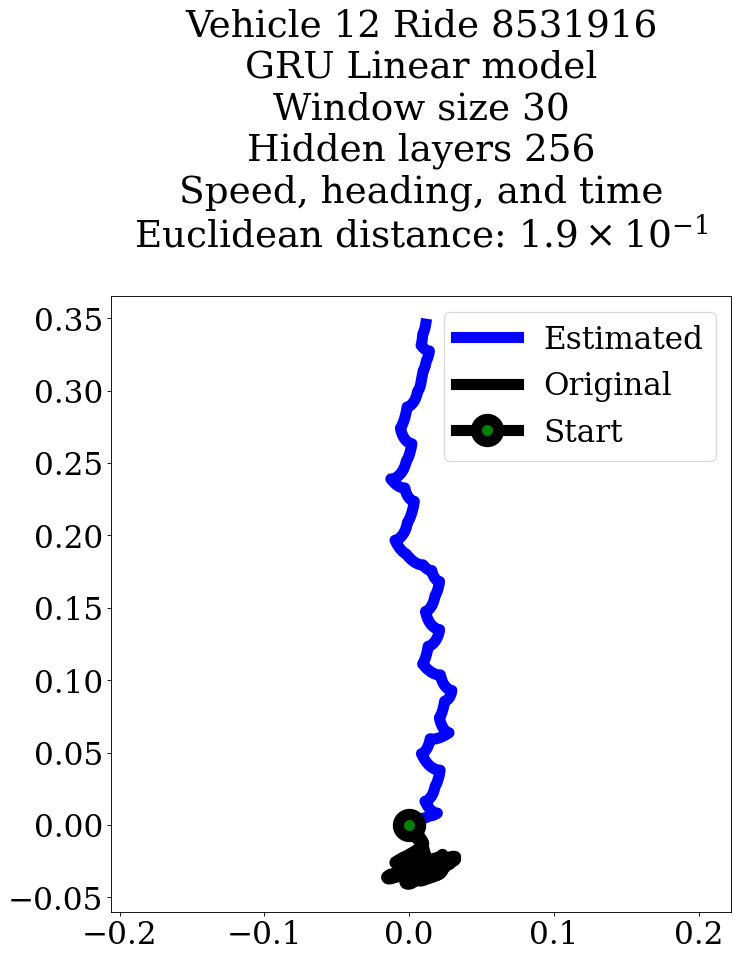 Vehicle 12 Ride 8531916
GRU Linear model
Window size 30
Hidden layers 256
Speed, heading, and time
Euclidean distance: 1.9 × 10⁻¹
Estimated
Original
Start
0.35
0.30
0.25
0.20
0.15
0.10
0.05
0.00
−0.05
−0.2 −0.1 0.0 0.1 0.2